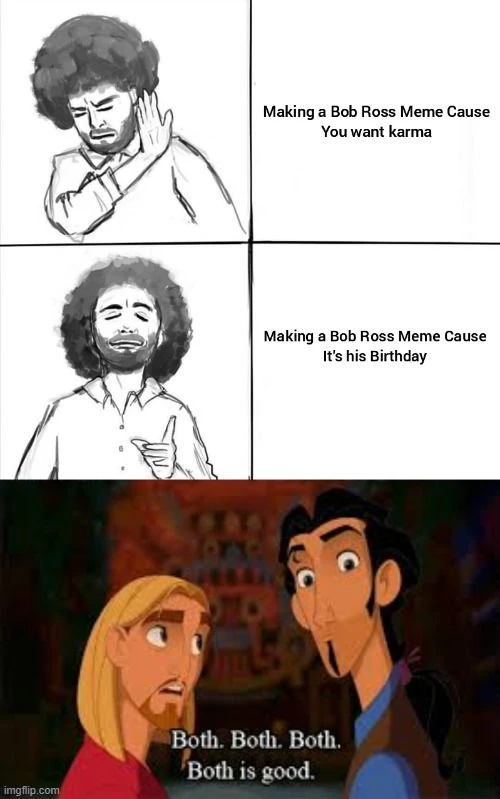 Making a Bob Ross Meme Cause
You want karma
Making a Bob Ross Meme Cause
It's his Birthday
Both. Both. Both.
Both is good.
imgflip.com